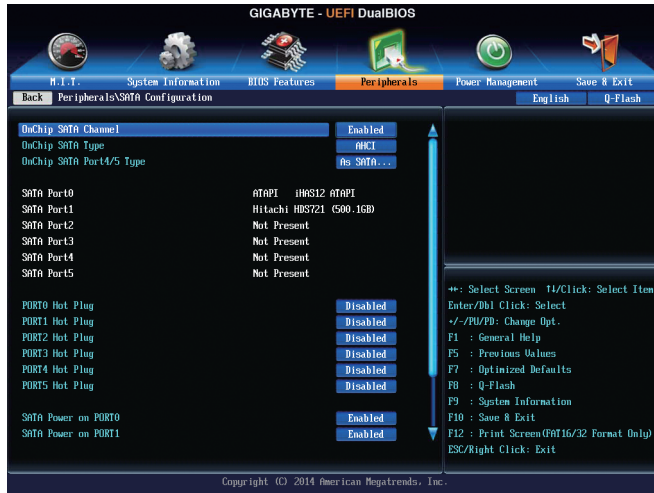 GIGABYTE - UEFI DualBIOS
M.I.T. System Information BIOS Features Peripherals Power Management Save & Exit
Back Peripherals\SATA Configuration English Q-Flash
OnChip SATA Channel Enabled
OnChip SATA Type AHCI
OnChip SATA Port4/5 Type As SATA...
SATA Port0 ATAPI iHAS12 ATAPI
SATA Port1 Hitachi HDS721 (500.1GB)
SATA Port2 Not Present
SATA Port3 Not Present
SATA Port4 Not Present
SATA Port5 Not Present
PORT0 Hot Plug Disabled
PORT1 Hot Plug Disabled
PORT2 Hot Plug Disabled
PORT3 Hot Plug Disabled
PORT4 Hot Plug Disabled
PORT5 Hot Plug Disabled
SATA Power on PORT0 Enabled
SATA Power on PORT1 Enabled
→←: Select Screen ↑↓/Click: Select Item
Enter/Dbl Click: Select
+/-/PU/PD: Change Opt.
F1 : General Help
F5 : Previous Values
F7 : Optimized Defaults
F8 : Q-Flash
F9 : System Information
F10 : Save & Exit
F12 : Print Screen(FAT16/32 Format Only)
ESC/Right Click: Exit
Copyright (C) 2014 American Megatrends, Inc.